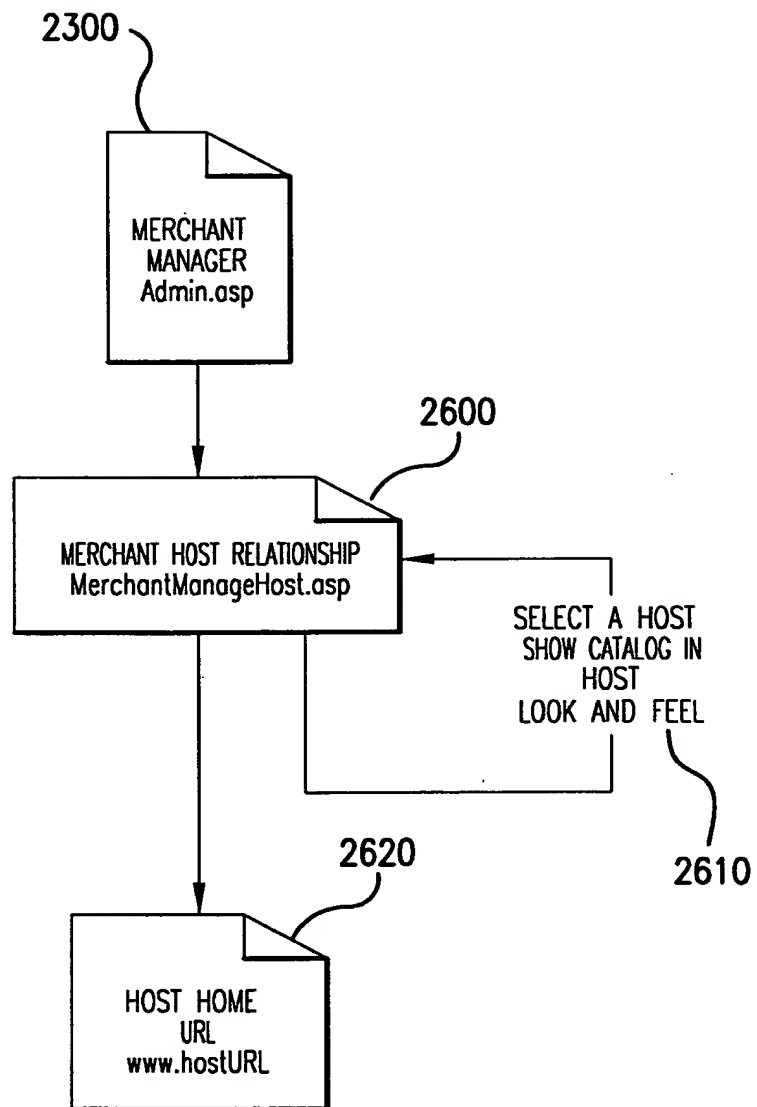 2300
MERCHANT
MANAGER
Admin.asp
2600
MERCHANT HOST RELATIONSHIP
MerchantManageHost.asp
SELECT A HOST
SHOW CATALOG IN
HOST
LOOK AND FEEL
2610
2620
HOST HOME
URL
www.hostURL